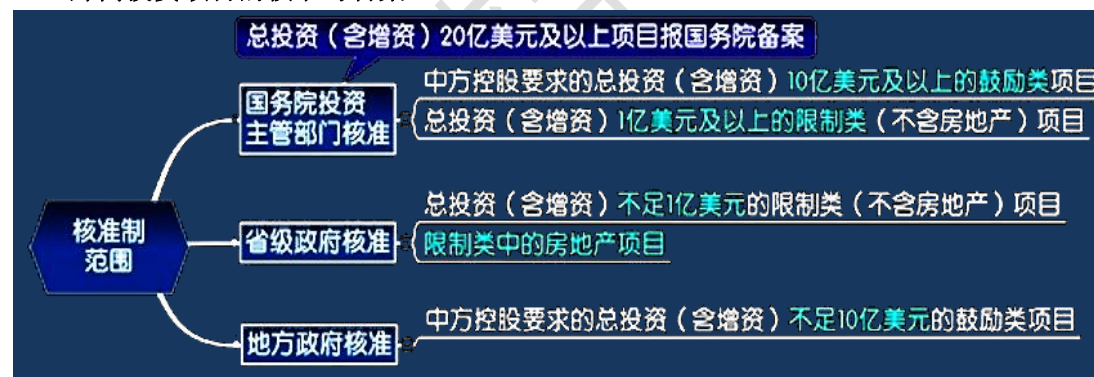 总投资（含增资）20亿美元及以上项目报国务院备案
中方控股要求的总投资（含增资）10亿美元及以上的鼓励类项目
国务院投资
主管部门核准
总投资（含增资）1亿美元及以上的限制类（不含房地产）项目
总投资（含增资）不足1亿美元的限制类（不含房地产）项目
核准制
范围
省级政府核准
限制类中的房地产项目
中方控股要求的总投资（含增资）不足10亿美元的鼓励类项目
地方政府核准